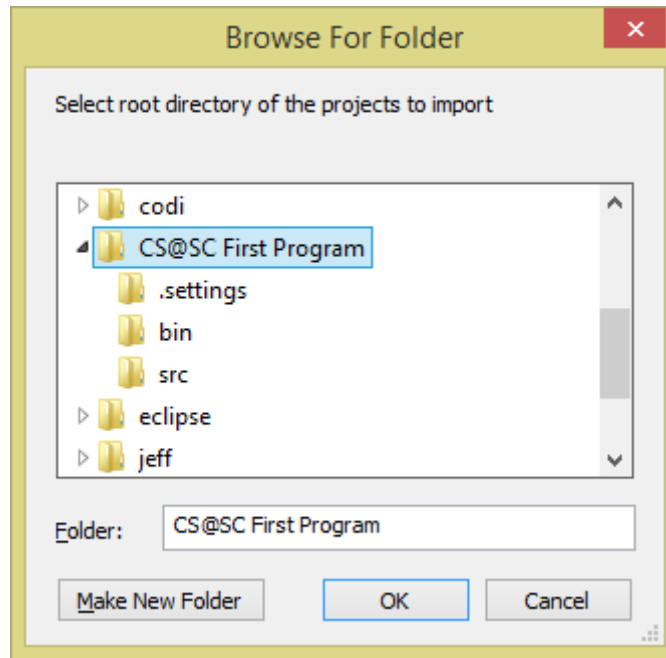 Browse For Folder
Select root directory of the projects to import
codi
CS@SC First Program
.settings
bin
src
eclipse
jeff
Folder: CS@SC First Program
Make New Folder OK Cancel